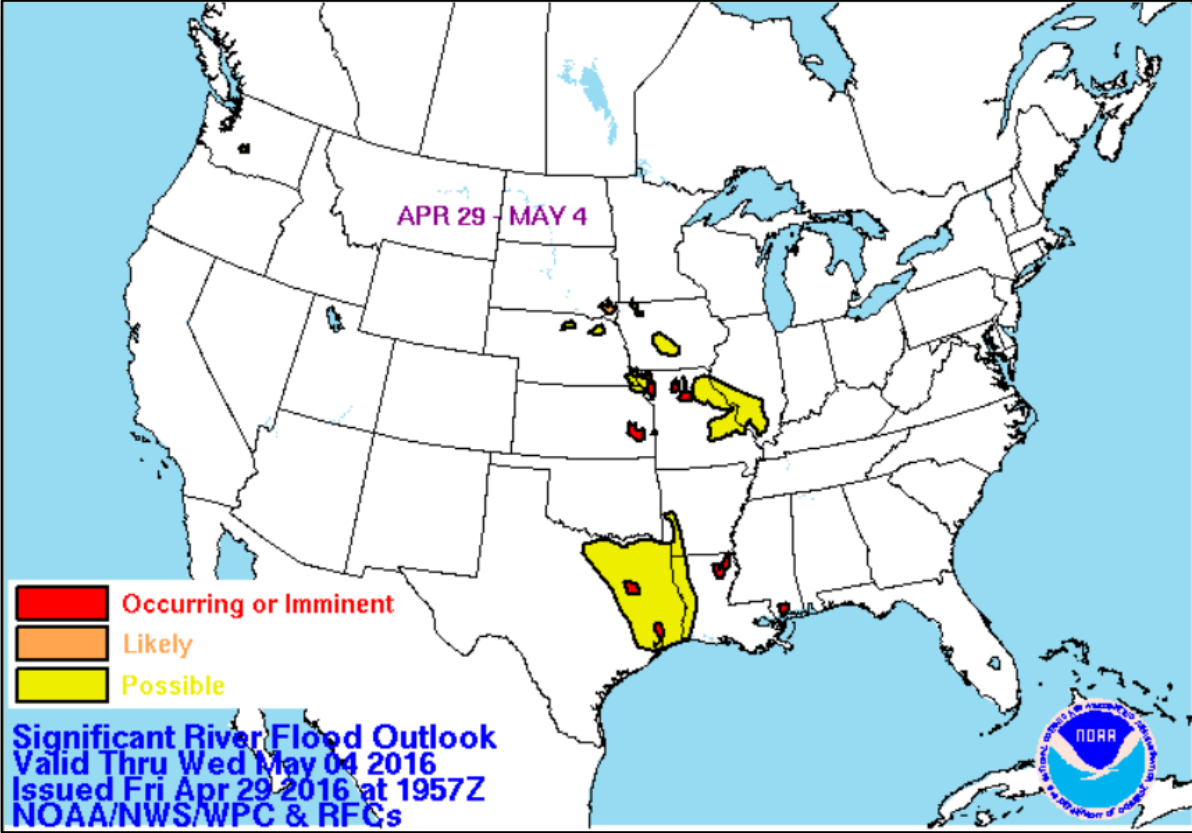 APR 29 - MAY 4
Occurring or Imminent
Likely
Possible
Significant River Flood Outlook
Valid Thru Wed May 04 2016
Issued Fri Apr 29 2016 at 1957Z
NOAA/NWS/WPC & RFCs
NOAA